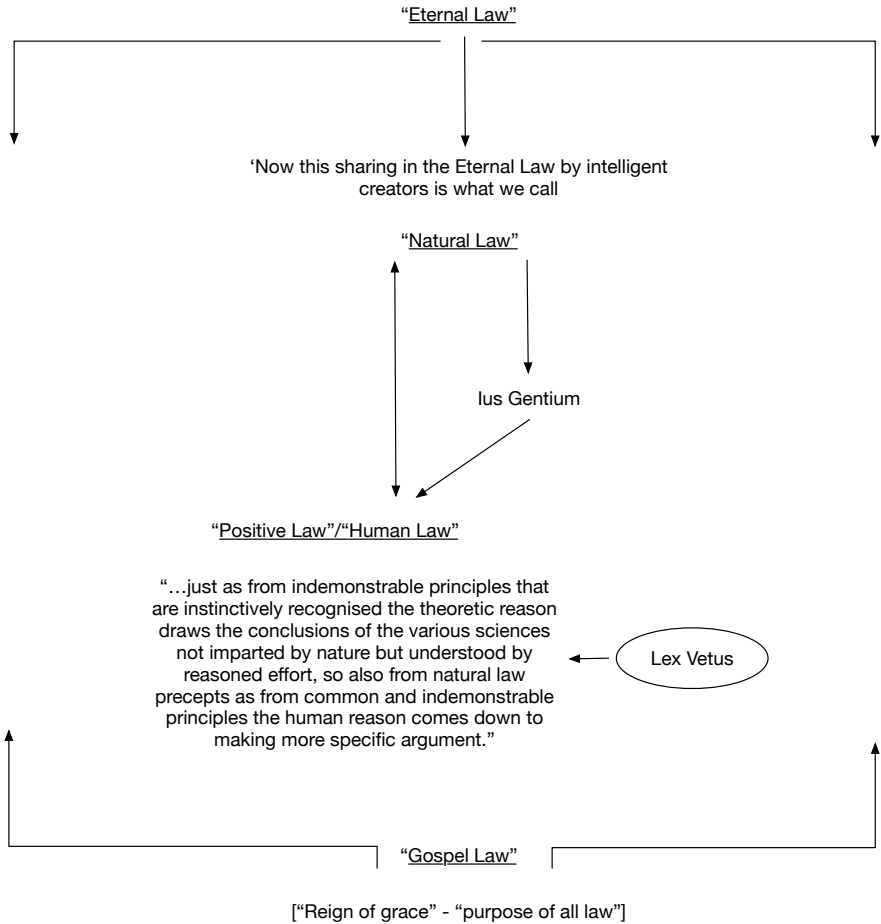 “Eternal Law”
‘Now this sharing in the Eternal Law by intelligent
creators is what we call
“Natural Law”
Ius Gentium
“Positive Law”/“Human Law”
“…just as from indemonstrable principles that
are instinctively recognised the theoretic reason
draws the conclusions of the various sciences
not imparted by nature but understood by
reasoned effort, so also from natural law
precepts as from common and indemonstrable
principles the human reason comes down to
making more specific argument.”
Lex Vetus
“Gospel Law”
[“Reign of grace” - “purpose of all law”]